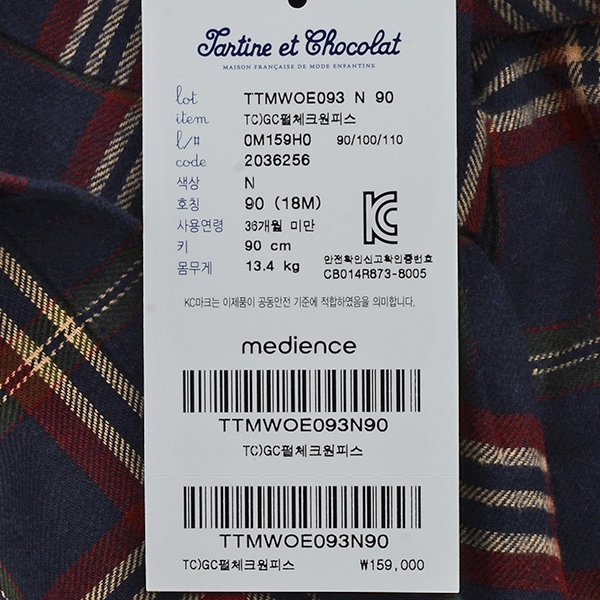 Tartine et Chocolat
MAISON FRANÇAISE DE MODE ENFANTINE
lot TTMWOE093 N 90
item TC)GC펄체크원피스
l/# 0M159H0 90/100/110
code 2036256
색상 N
호칭 90 (18M)
사용연령 36개월 미만
키 90 cm
몸무게 13.4 kg
KC
안전확인신고확인증번호
CB014R873-8005
KC마크는 이제품이 공동안전 기준에 적합하였음을 의미합니다.
medience
TTMWOE093N90
TC)GC펄체크원피스
TTMWOE093N90
TC)GC펄체크원피스 ₩159,000